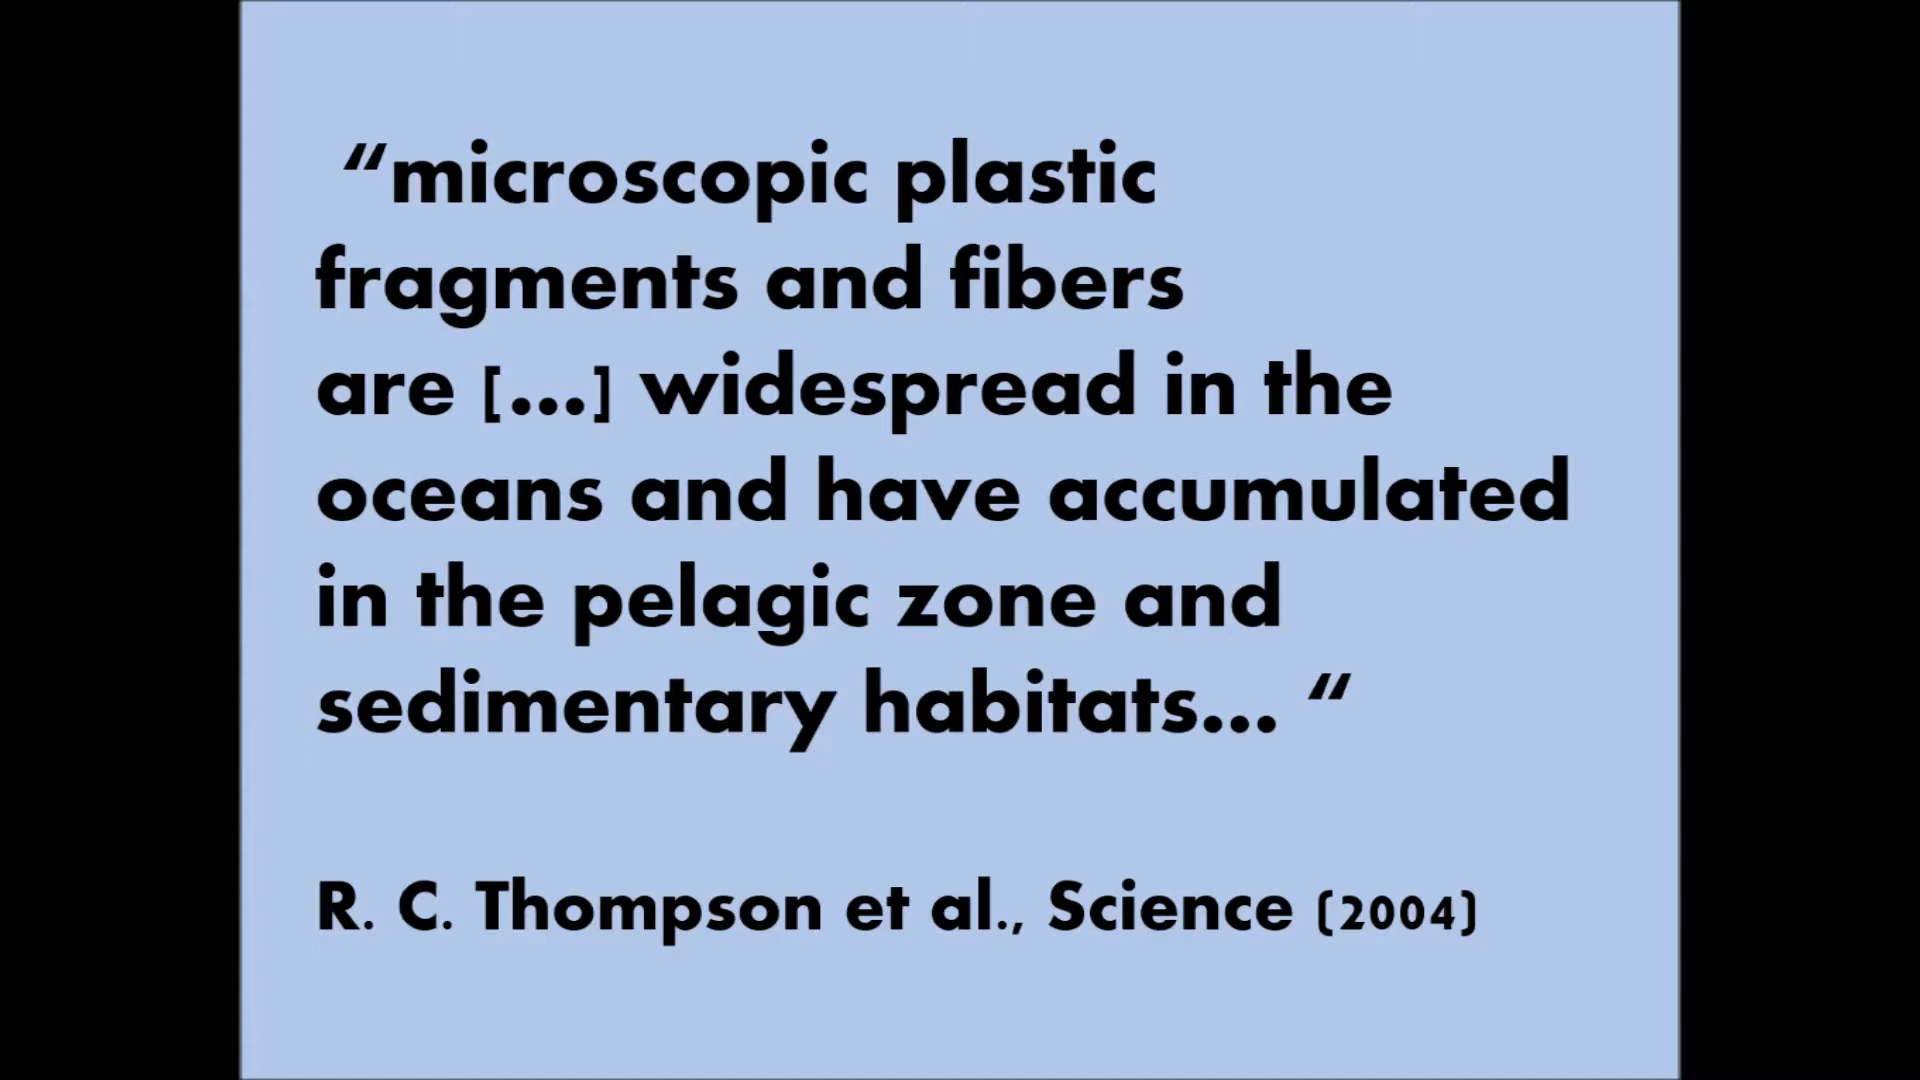 “microscopic plastic
fragments and fibers
are [...] widespread in the
oceans and have accumulated
in the pelagic zone and
sedimentary habitats... “
R. C. Thompson et al., Science (2004)